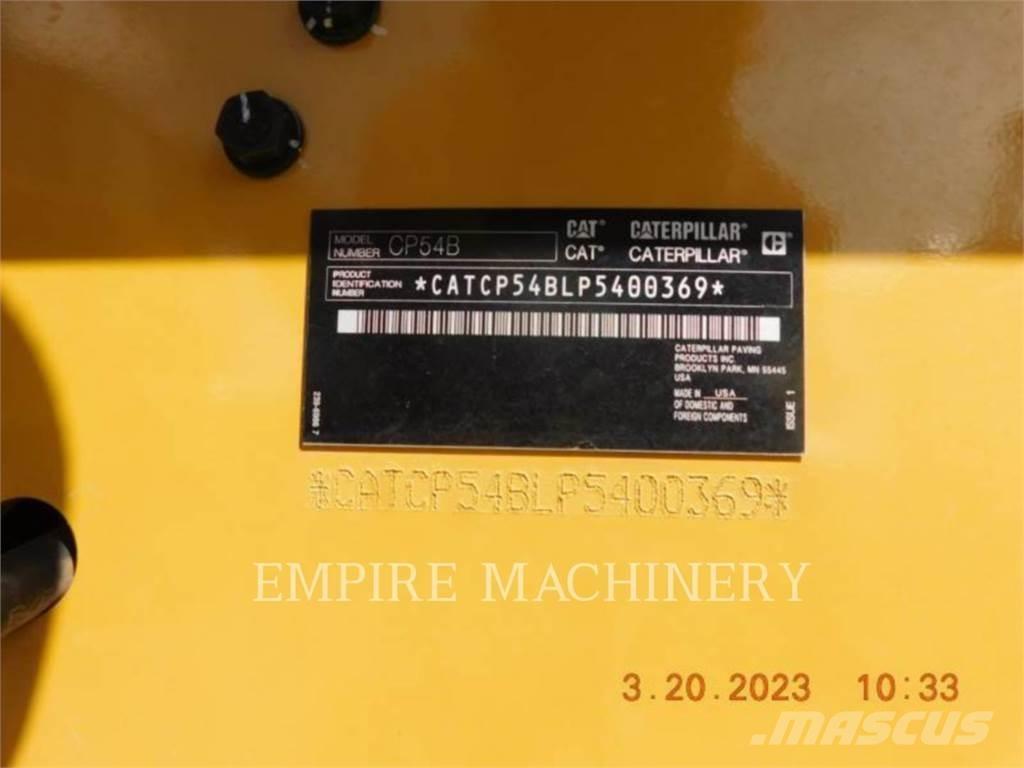 MODEL NUMBER CP54B
CAT® CATERPILLAR®
CAT® CATERPILLAR®
PRODUCT IDENTIFICATION NUMBER *CATCP54BLP5400369*
CATERPILLAR PAVING
PRODUCTS INC.
BROOKLYN PARK, MN 55445
USA
MADE IN USA
OF DOMESTIC AND
FOREIGN COMPONENTS
ISSUE 1
*CATCP54BLP5400369*
EMPIRE MACHINERY
3.20.2023 10:33
MASCUS